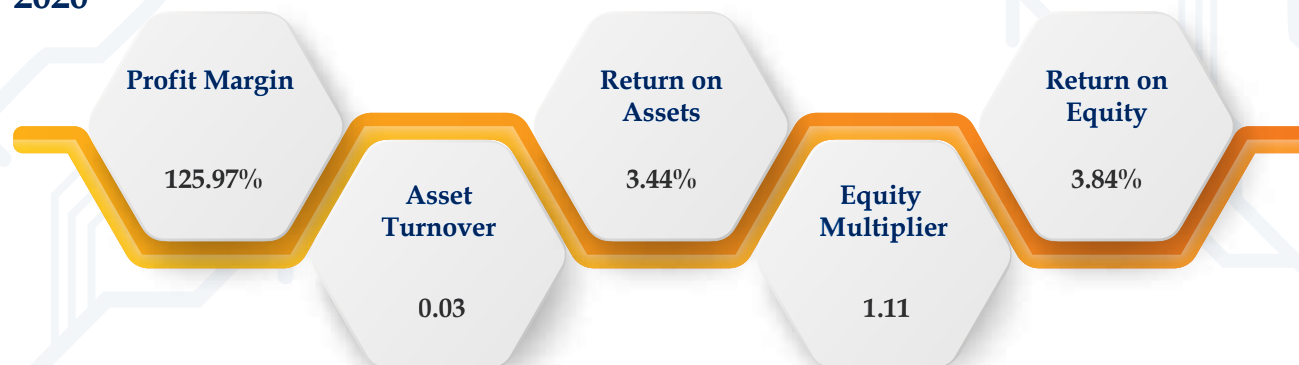 2020
Profit Margin
125.97%
Asset
Turnover
0.03
Return on
Assets
3.44%
Equity
Multiplier
1.11
Return on
Equity
3.84%